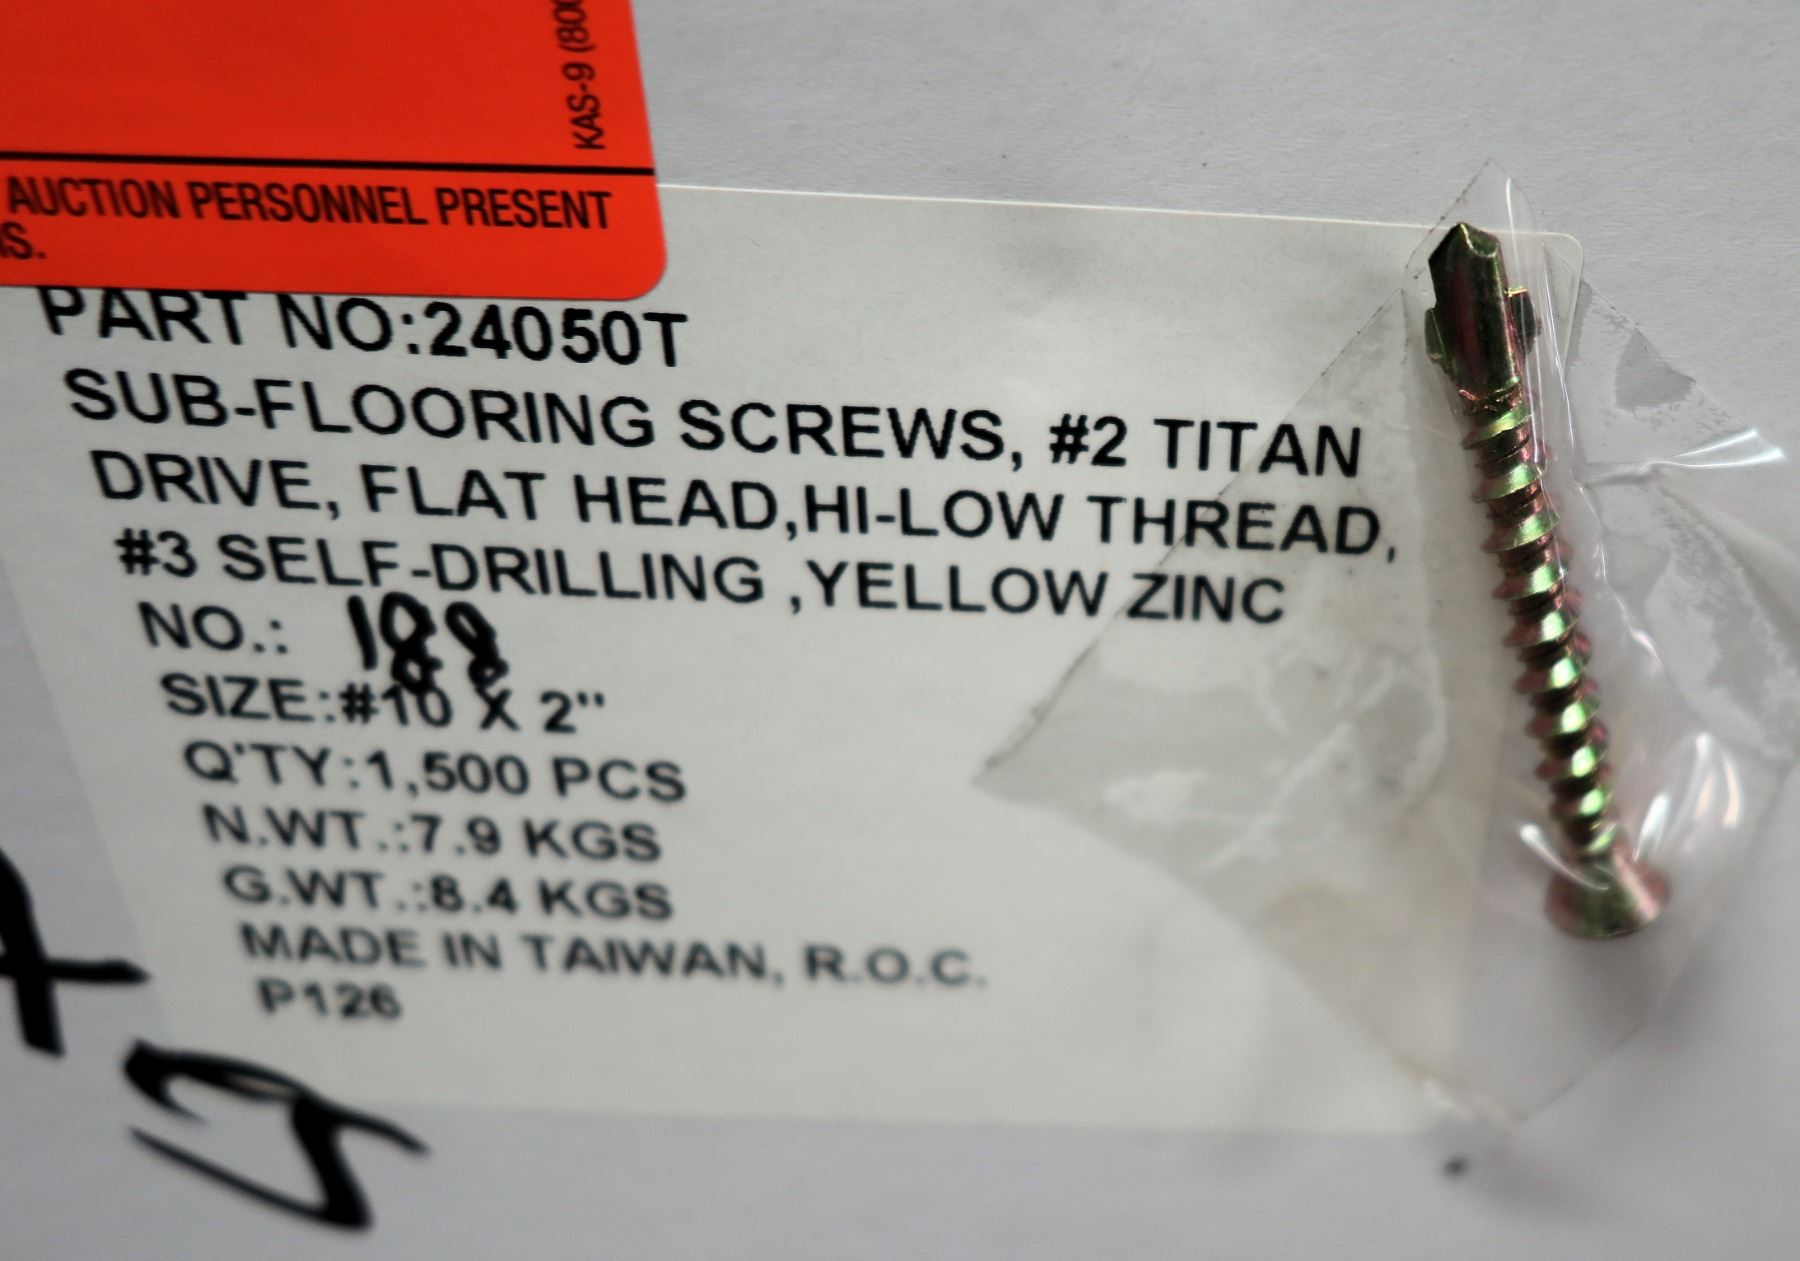 KAS-9 (800
AUCTION PERSONNEL PRESENT
PART NO:24050T
SUB-FLOORING SCREWS, #2 TITAN
DRIVE, FLAT HEAD,HI-LOW THREAD,
#3 SELF-DRILLING ,YELLOW ZINC
NO.: 188
SIZE:#10 X 2"
Q'TY:1,500 PCS
N.WT.:7.9 KGS
G.WT.:8.4 KGS
MADE IN TAIWAN, R.O.C.
P126